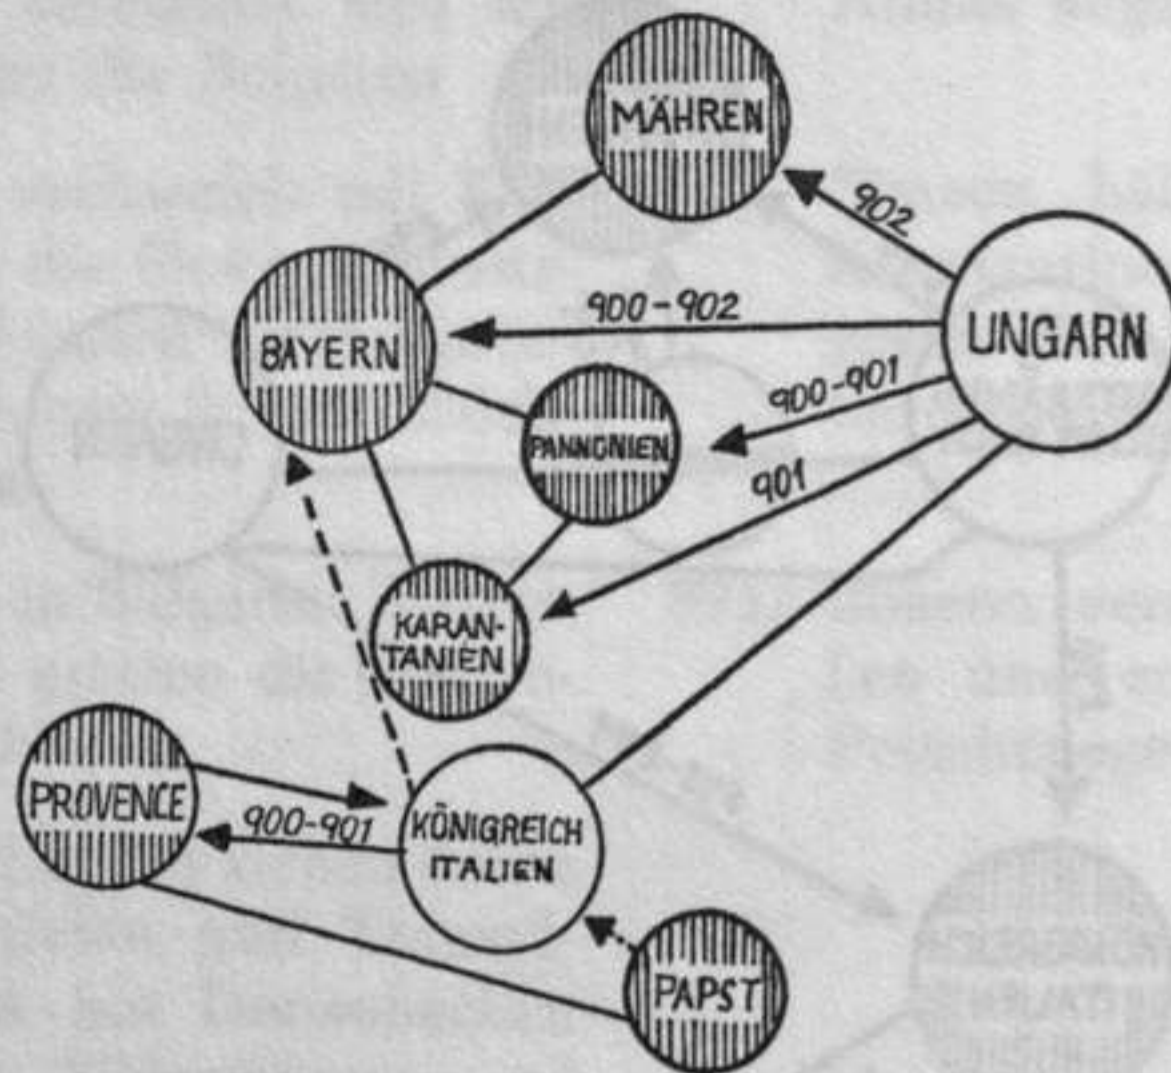 MÄHREN
902
900-902
UNGARN
BAYERN
900-901
PANNONIEN
901
KARAN-
TANIEN
PROVENCE
900-901
KÖNIGREICH
ITALIEN
PAPST